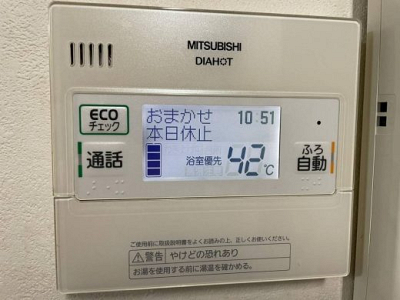 MITSUBISHI
DIAHOT
ECO
チェック
おまかせ 10:51
本日休止
通話
浴室優先 42℃
ふろ
自動
ご使用前に取扱説明書をよくお読みの上、正しくお使いください。
警告 やけどの恐れあり
お湯を使用する前に湯温を確かめる。